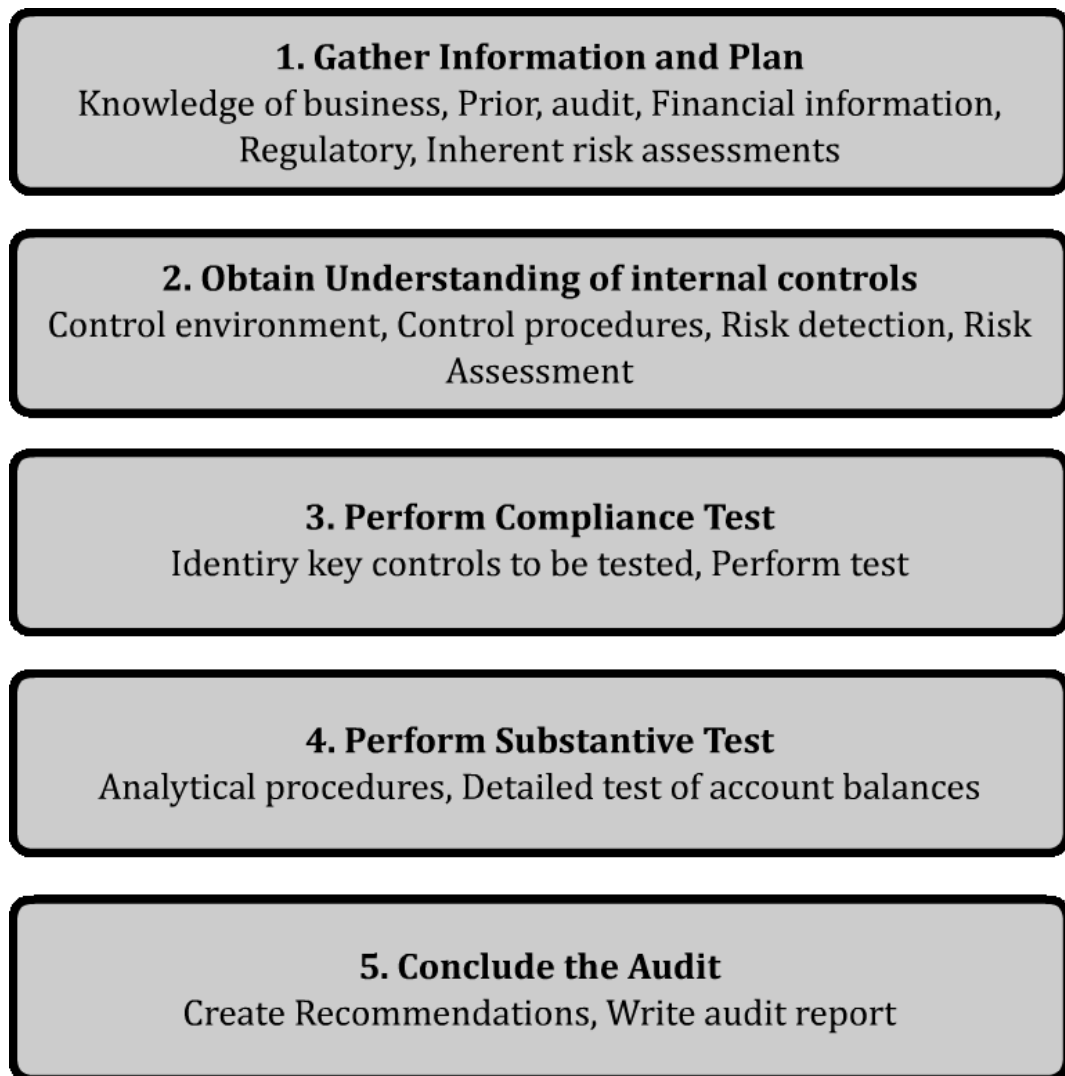 1. Gather Information and Plan
Knowledge of business, Prior, audit, Financial information,
Regulatory, Inherent risk assessments
2. Obtain Understanding of internal controls
Control environment, Control procedures, Risk detection, Risk
Assessment
3. Perform Compliance Test
Identiry key controls to be tested, Perform test
4. Perform Substantive Test
Analytical procedures, Detailed test of account balances
5. Conclude the Audit
Create Recommendations, Write audit report